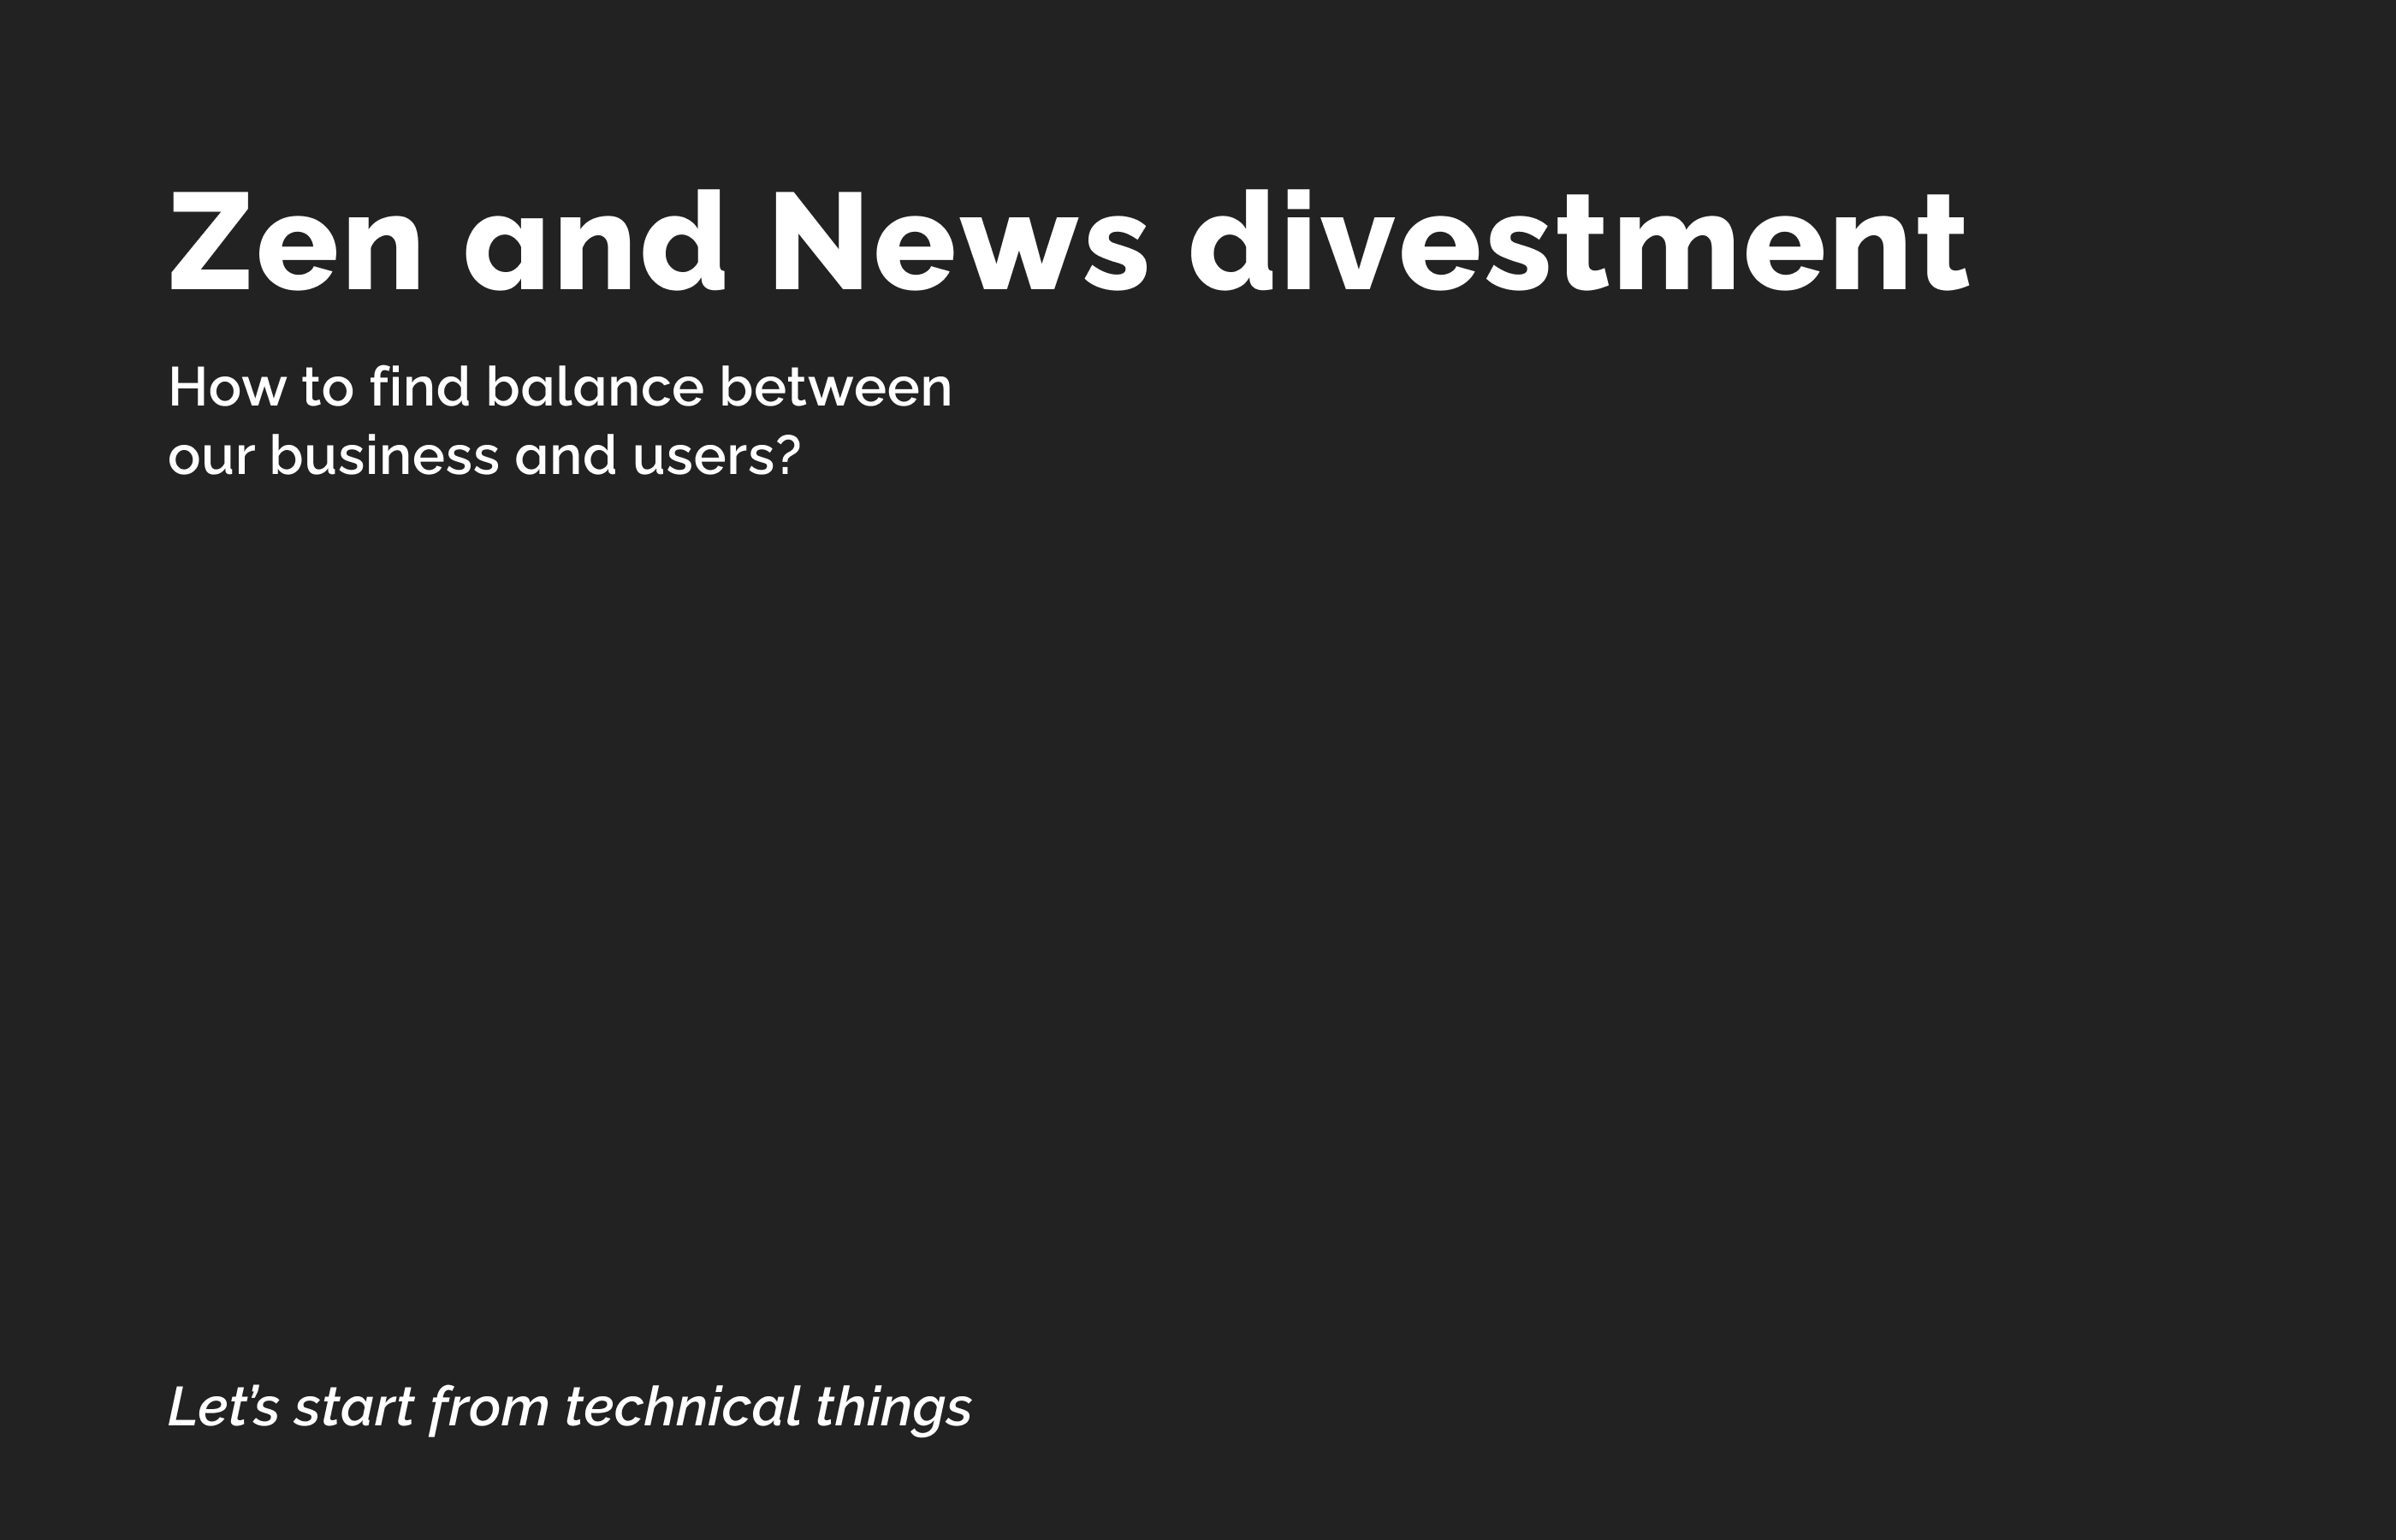 Zen and News divestment
How to find balance between
our business and users?
Let's start from technical things